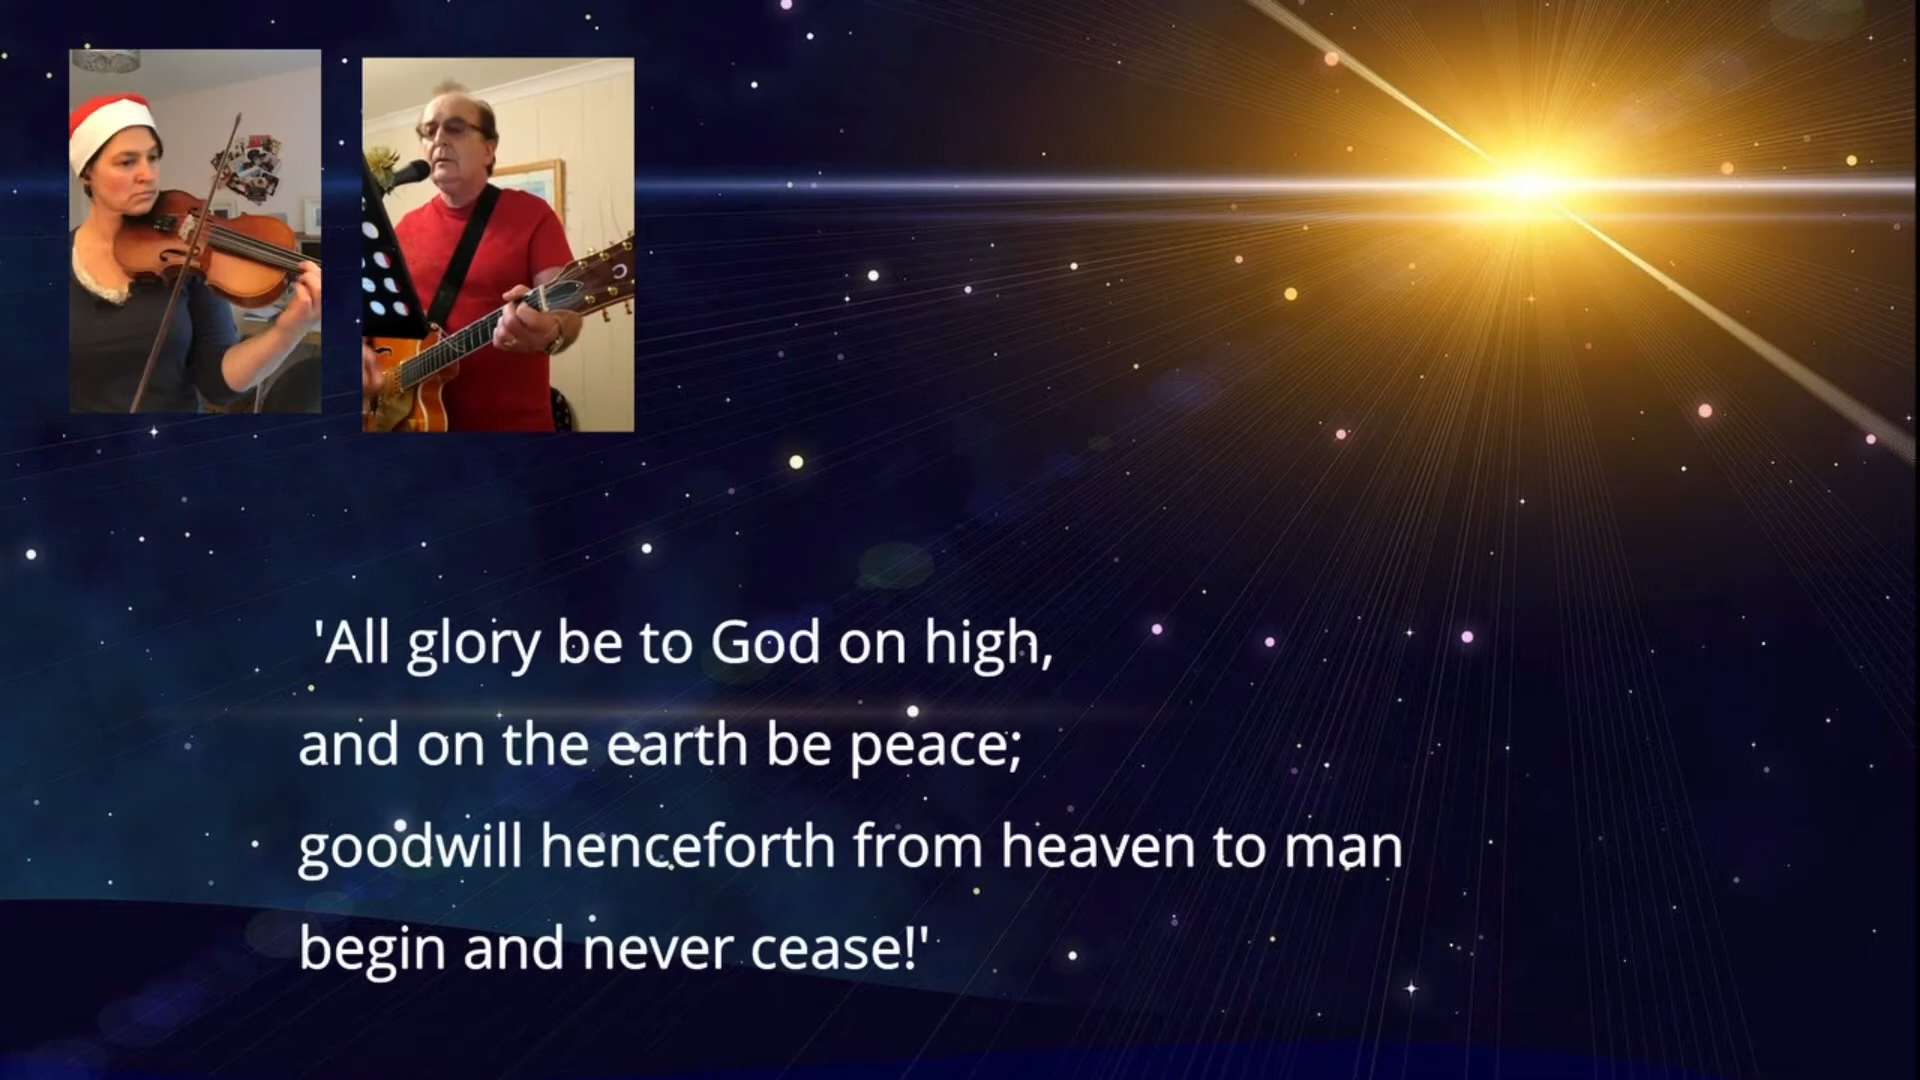 'All glory be to God on high,
and on the earth be peace;
goodwill henceforth from heaven to man
begin and never cease!'